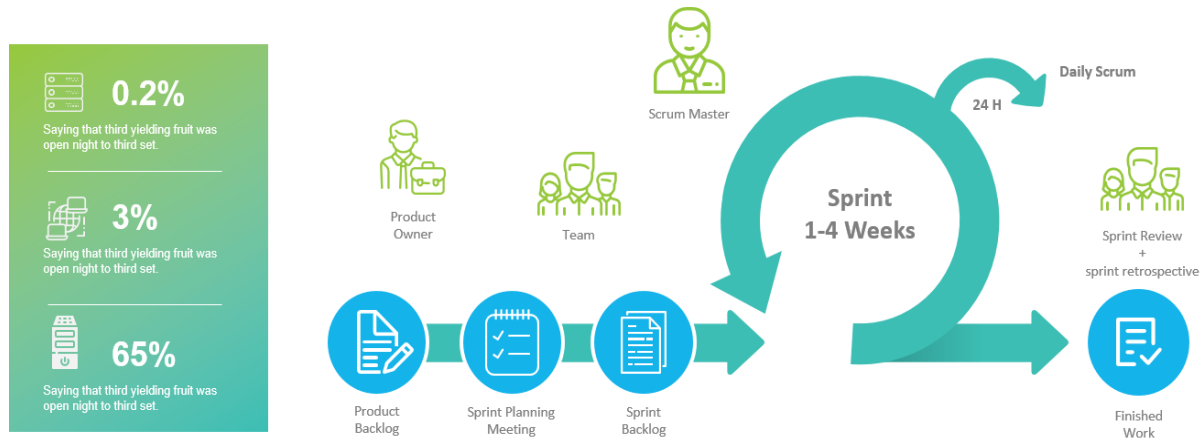 0.2%
Saying that third yielding fruit was
open night to third set.
3%
Saying that third yielding fruit was
open night to third set.
65%
Saying that third yielding fruit was
open night to third set.
Scrum Master
Product
Owner
Team
Daily Scrum
24 H
Sprint
1-4 Weeks
Sprint Review
+
sprint retrospective
Product
Backlog
Sprint Planning
Meeting
Sprint
Backlog
Finished
Work